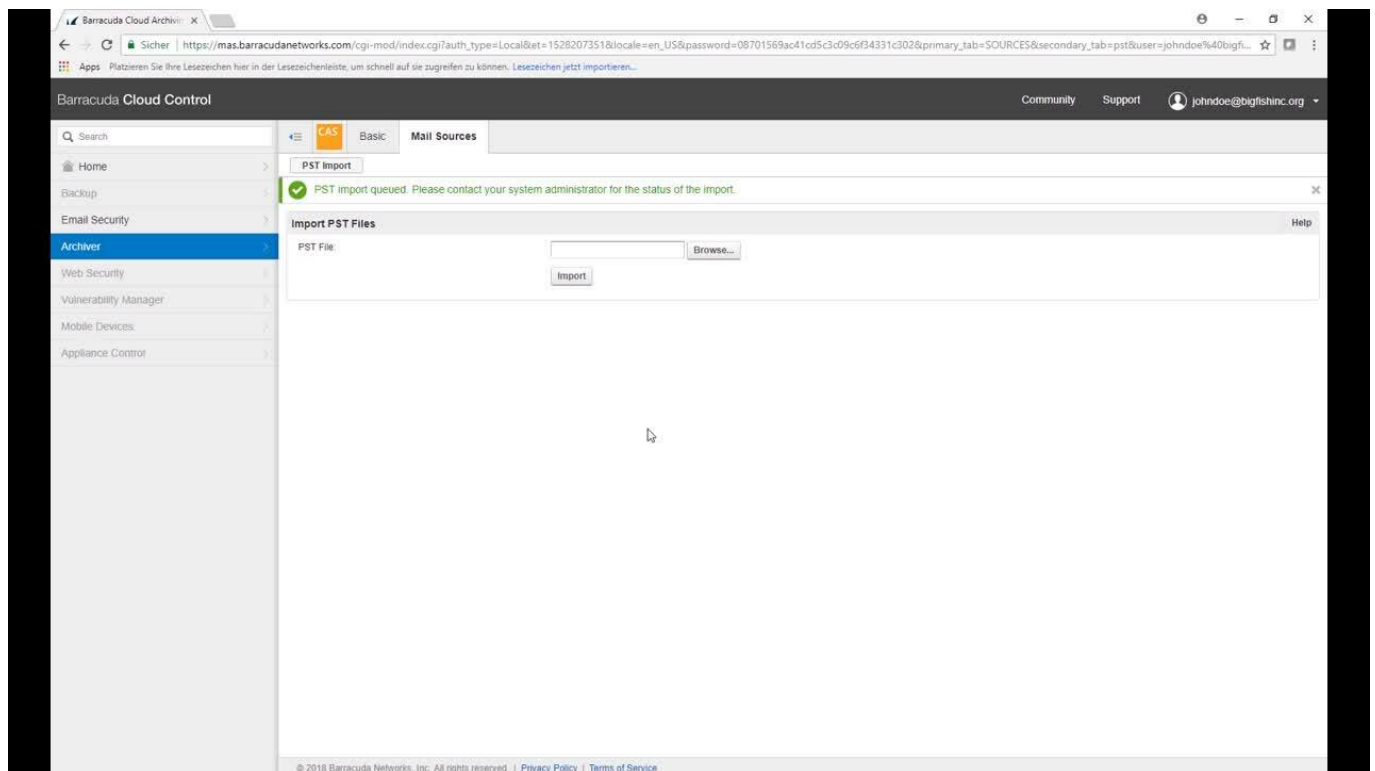 Barracuda Cloud Archivi
Sicher | https://mas.barracudanetworks.com/cgi-mod/index.cgi?auth_type=Local&et=1528207351&locale=en_US&password=08701569ac41cd5c3c09c6f34331c302&primary_tab=SOURCES&secondary_tab=pst&user=johndoe%40bigfi...
Apps Platzieren Sie Ihre Lesezeichen hier in der Lesezeichenleiste, um schnell auf sie zugreifen zu können. Lesezeichen jetzt importieren...
Barracuda Cloud Control
Community Support johndoe@bigfishinc.org
Search
CAS Basic Mail Sources
Home
PST Import
Backup
PST import queued. Please contact your system administrator for the status of the import.
Email Security
Import PST Files Help
Archiver
PST File: Browse...
Web Security
Import
Vulnerability Manager
Mobile Devices
Appliance Control
© 2018 Barracuda Networks, Inc. All rights reserved. | Privacy Policy | Terms of Service